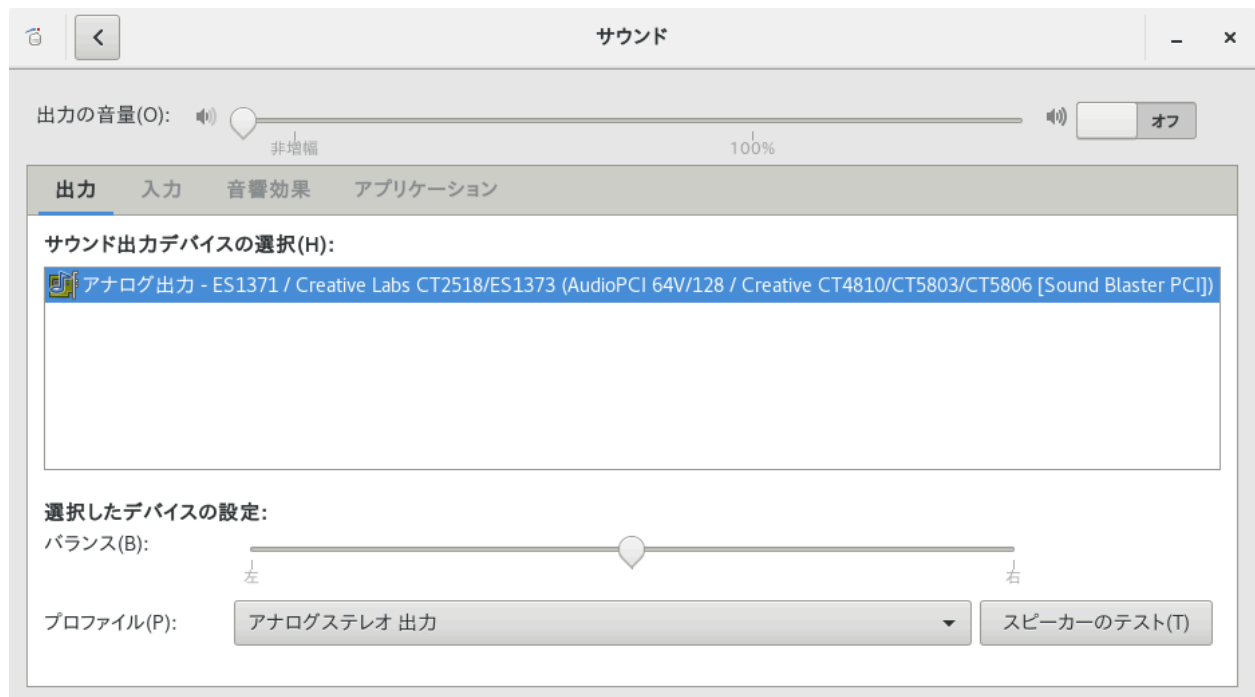 サウンド
出力の音量(O):
オフ
非増幅
100%
出力 入力 音響効果 アプリケーション
サウンド出力デバイスの選択(H):
アナログ出力 - ES1371 / Creative Labs CT2518/ES1373 (AudioPCI 64V/128 / Creative CT4810/CT5803/CT5806 [Sound Blaster PCI])
選択したデバイスの設定:
バランス(B):
左 右
プロファイル(P): アナログステレオ 出力 スピーカーのテスト(T)